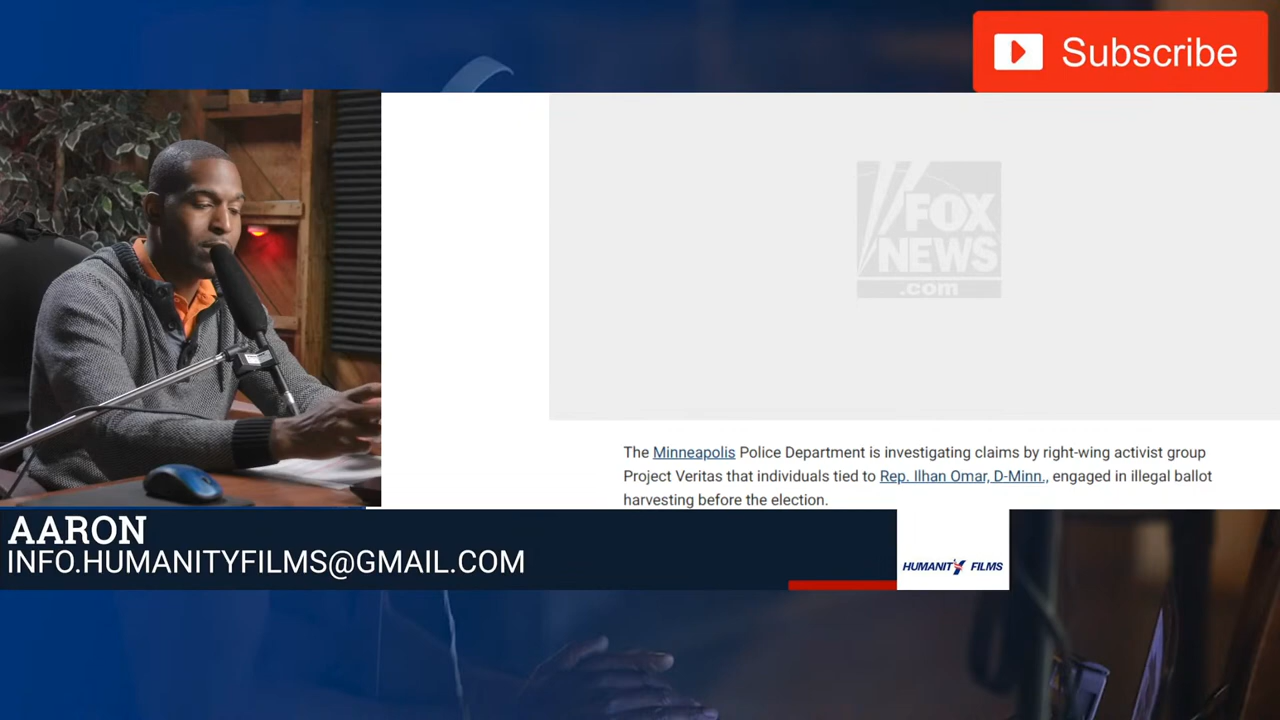 Subscribe
FOX
NEWS
.com
The Minneapolis Police Department is investigating claims by right-wing activist group
Project Veritas that individuals tied to Rep. Ilhan Omar, D-Minn., engaged in illegal ballot
harvesting before the election.
AARON
INFO.HUMANITYFILMS@GMAIL.COM
HUMANITY FILMS